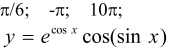 π/6; -π; 10π;
y = e^{cos x} cos(sin x)